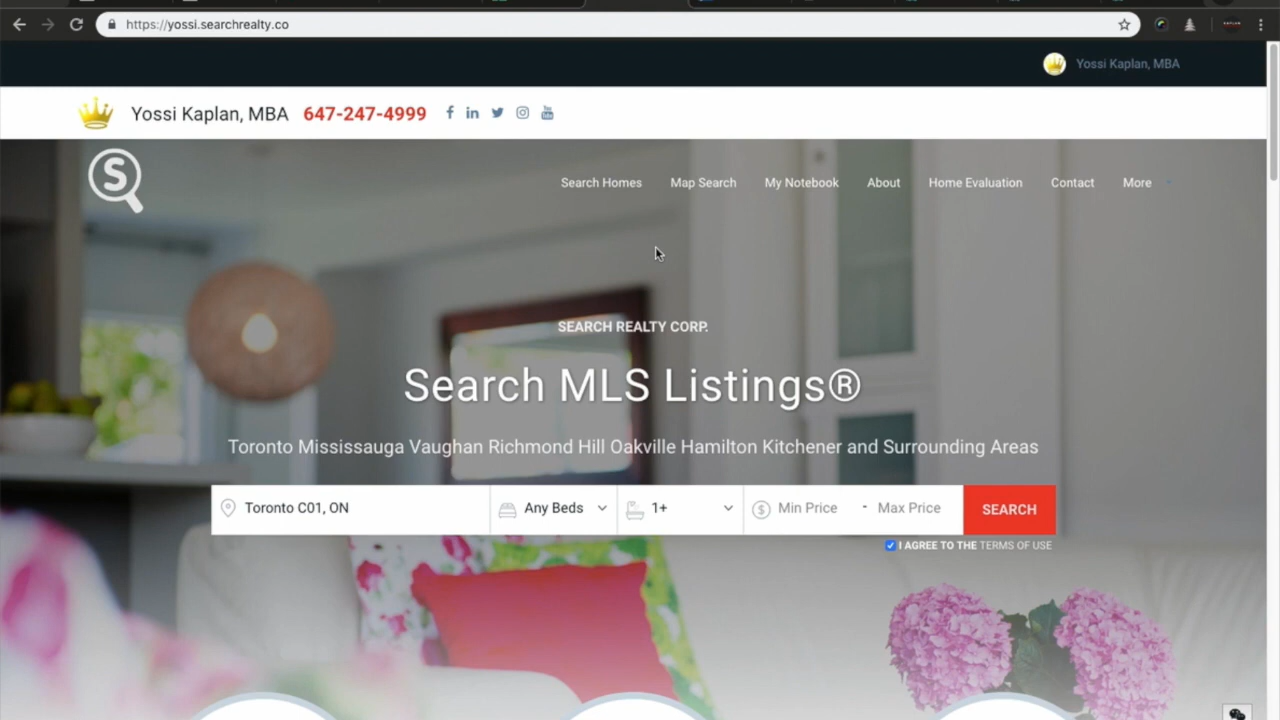 https://yossi.searchrealty.co
Yossi Kaplan, MBA
Yossi Kaplan, MBA 647-247-4999
S
Search Homes Map Search My Notebook About Home Evaluation Contact More
SEARCH REALTY CORP.
Search MLS Listings®
Toronto Mississauga Vaughan Richmond Hill Oakville Hamilton Kitchener and Surrounding Areas
Toronto C01, ON Any Beds 1+ Min Price - Max Price SEARCH
I AGREE TO THE TERMS OF USE